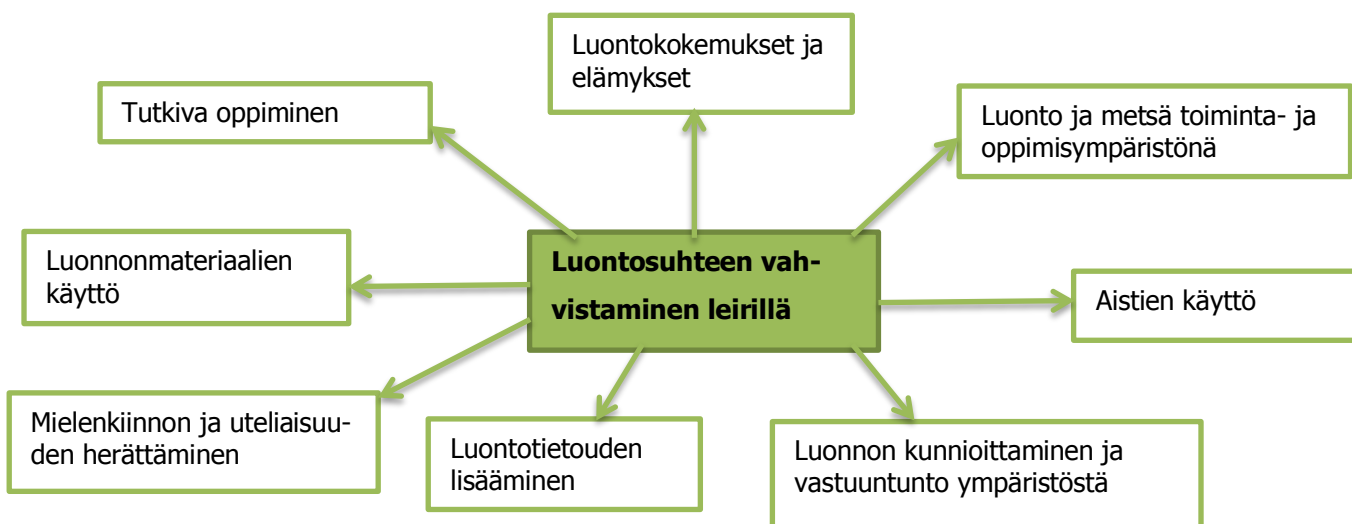 Luontokokemukset ja
elämykset
Tutkiva oppiminen
Luonto ja metsä toiminta- ja
oppimisympäristönä
Luonnonmateriaalien
käyttö
Luontosuhteen vah-
vistaminen leirillä
Aistien käyttö
Mielenkiinnon ja uteliaisuu-
den herättäminen
Luontotietouden
lisääminen
Luonnon kunnioittaminen ja
vastuuntunto ympäristöstä